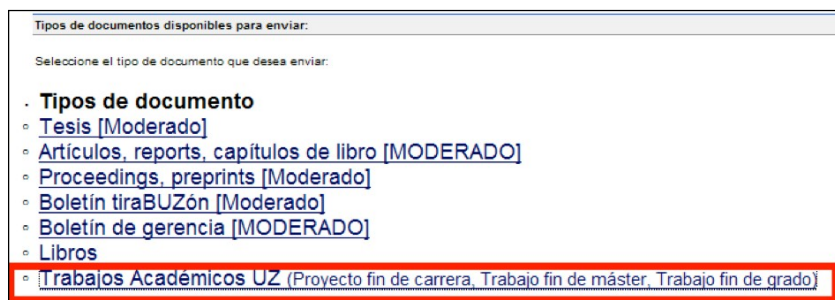 Tipos de documentos disponibles para enviar:
Seleccione el tipo de documento que desea enviar:
Tipos de documento
Tesis [Moderado]
Artículos, reports, capítulos de libro [MODERADO]
Proceedings, preprints [Moderado]
Boletín tiraBUZón [Moderado]
Boletín de gerencia [MODERADO]
Libros
Trabajos Académicos UZ (Proyecto fin de carrera, Trabajo fin de máster, Trabajo fin de grado)